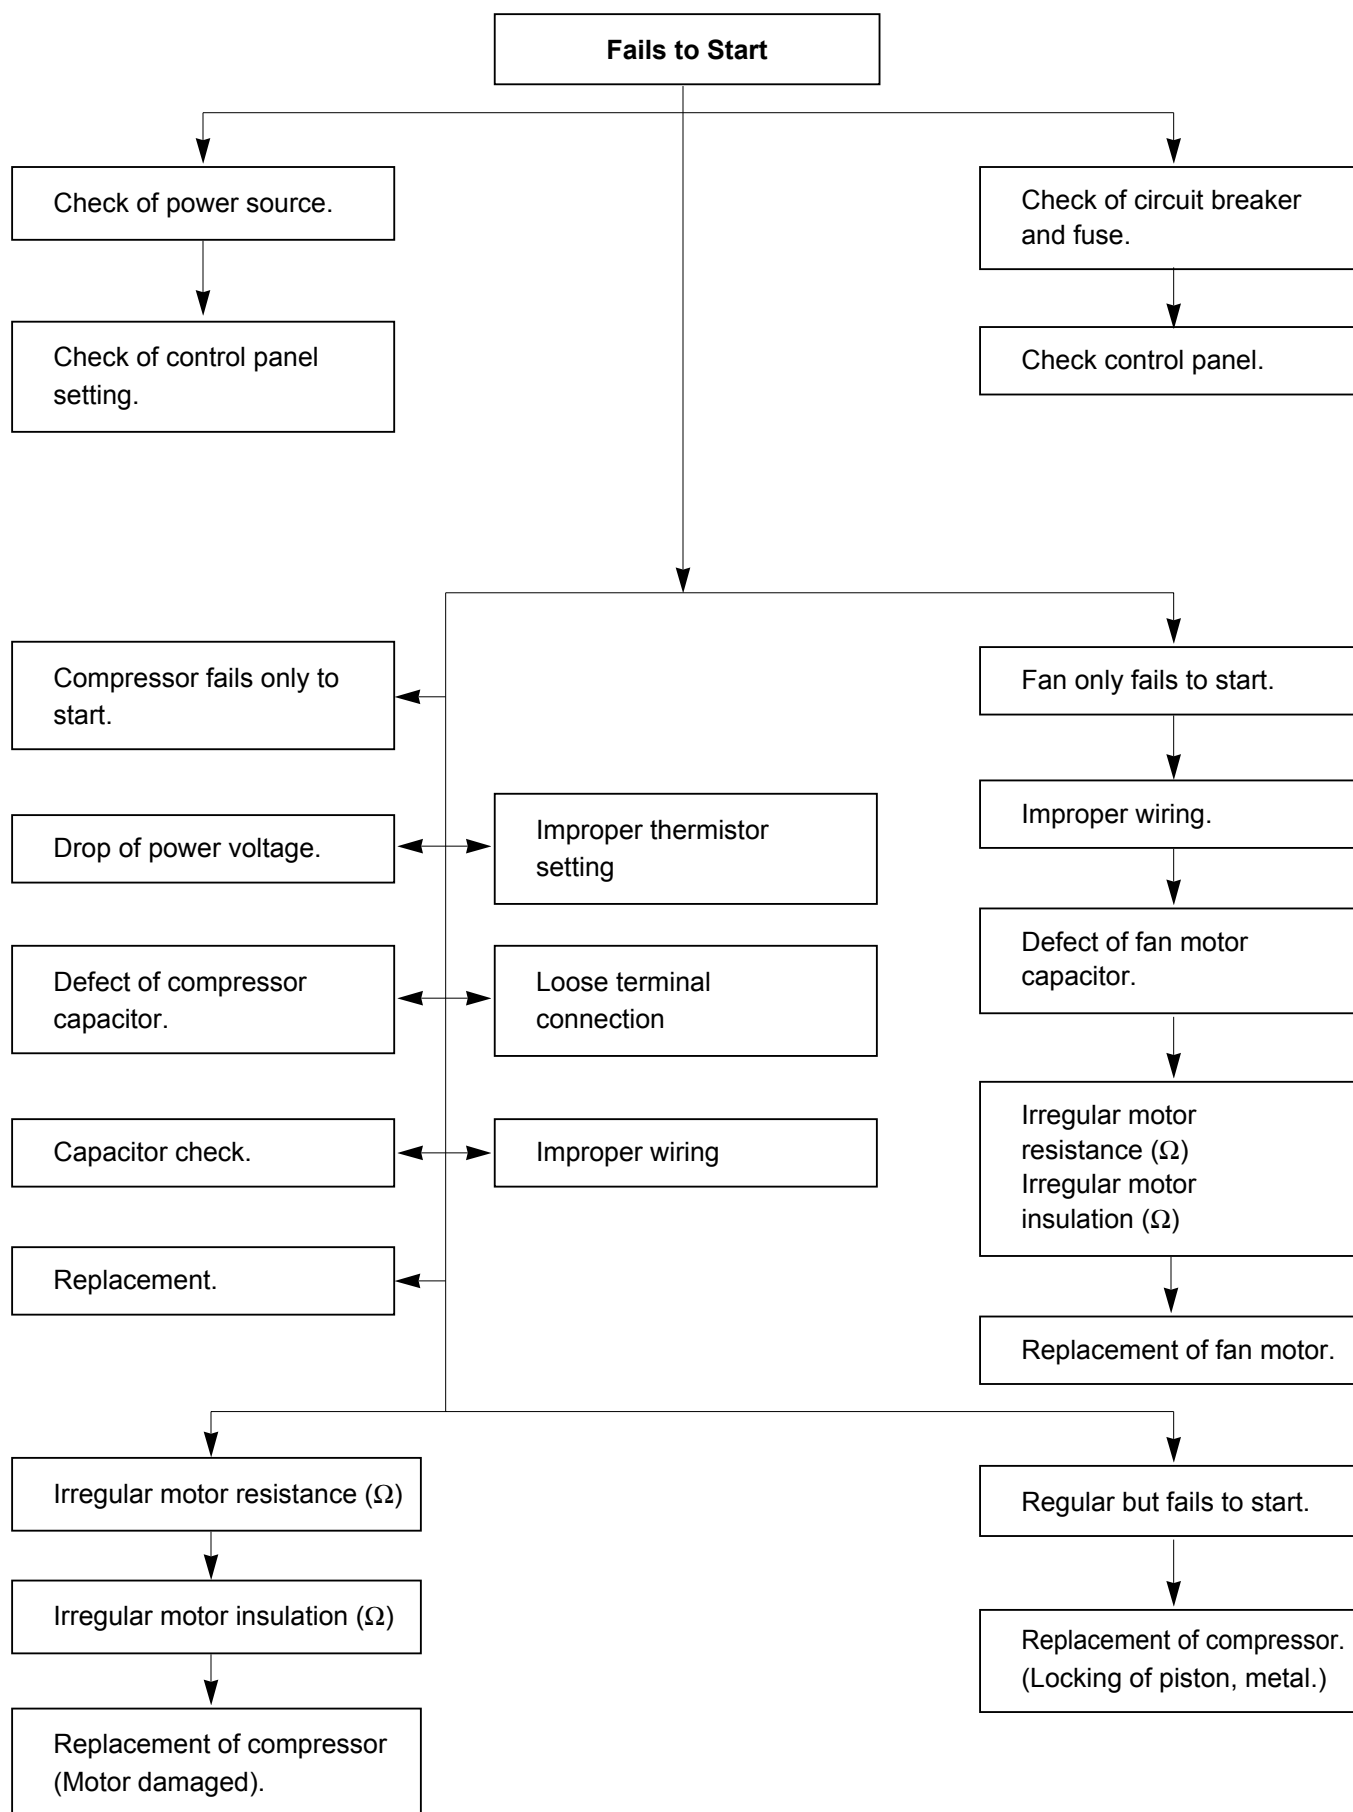 Fails to Start
Check of power source.
Check of circuit breaker
and fuse.
Check of control panel
setting.
Check control panel.
Compressor fails only to
start.
Fan only fails to start.
Drop of power voltage.
Improper thermistor
setting
Improper wiring.
Defect of compressor
capacitor.
Loose terminal
connection
Defect of fan motor
capacitor.
Capacitor check.
Improper wiring
Irregular motor
resistance (Ω)
Irregular motor
insulation (Ω)
Replacement.
Replacement of fan motor.
Irregular motor resistance (Ω)
Regular but fails to start.
Irregular motor insulation (Ω)
Replacement of compressor.
(Locking of piston, metal.)
Replacement of compressor
(Motor damaged).